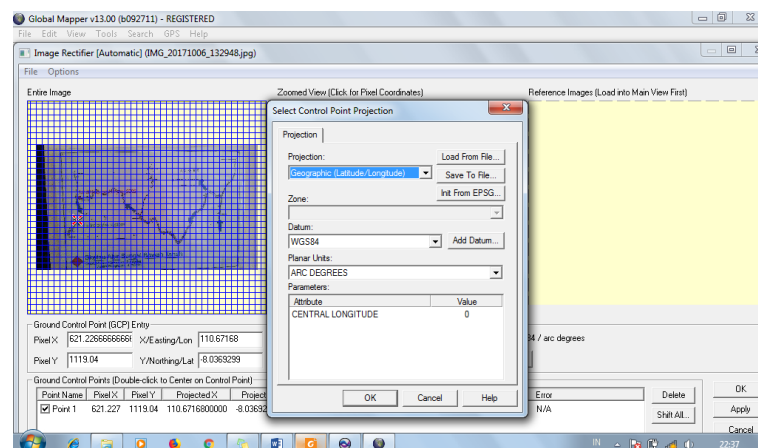 Global Mapper v13.00 (b092711) - REGISTERED
File Edit View Tools Search GPS Help
Image Rectifier [Automatic] (IMG_20171006_132948.jpg)
File Options
Entire Image
Zoomed View (Click for Pixel Coordinates)
Reference Images (Load into Main View First)
Select Control Point Projection
Projection
Projection:
Load From File...
Geographic (Latitude/Longitude)
Save To File...
Init From EPSG...
Zone:
Datum:
WGS84
Add Datum...
Planar Units:
ARC DEGREES
Parameters:
Attribute Value
CENTRAL LONGITUDE 0
OK Cancel Help
Ground Control Point (GCP) Entry
Pixel X 621.2266666666 X/Easting/Lon 110.67168
84 / arc degrees
Pixel Y 1119.04 Y/Northing/Lat -8.0369299
Ground Control Points (Double-click to Center on Control Point)
Point Name Pixel X Pixel Y Projected X Project Error
Point 1 621.227 1119.04 110.6716800000 -8.0369 N/A
Delete
Shift All...
OK
Apply
Cancel
IN 22:37